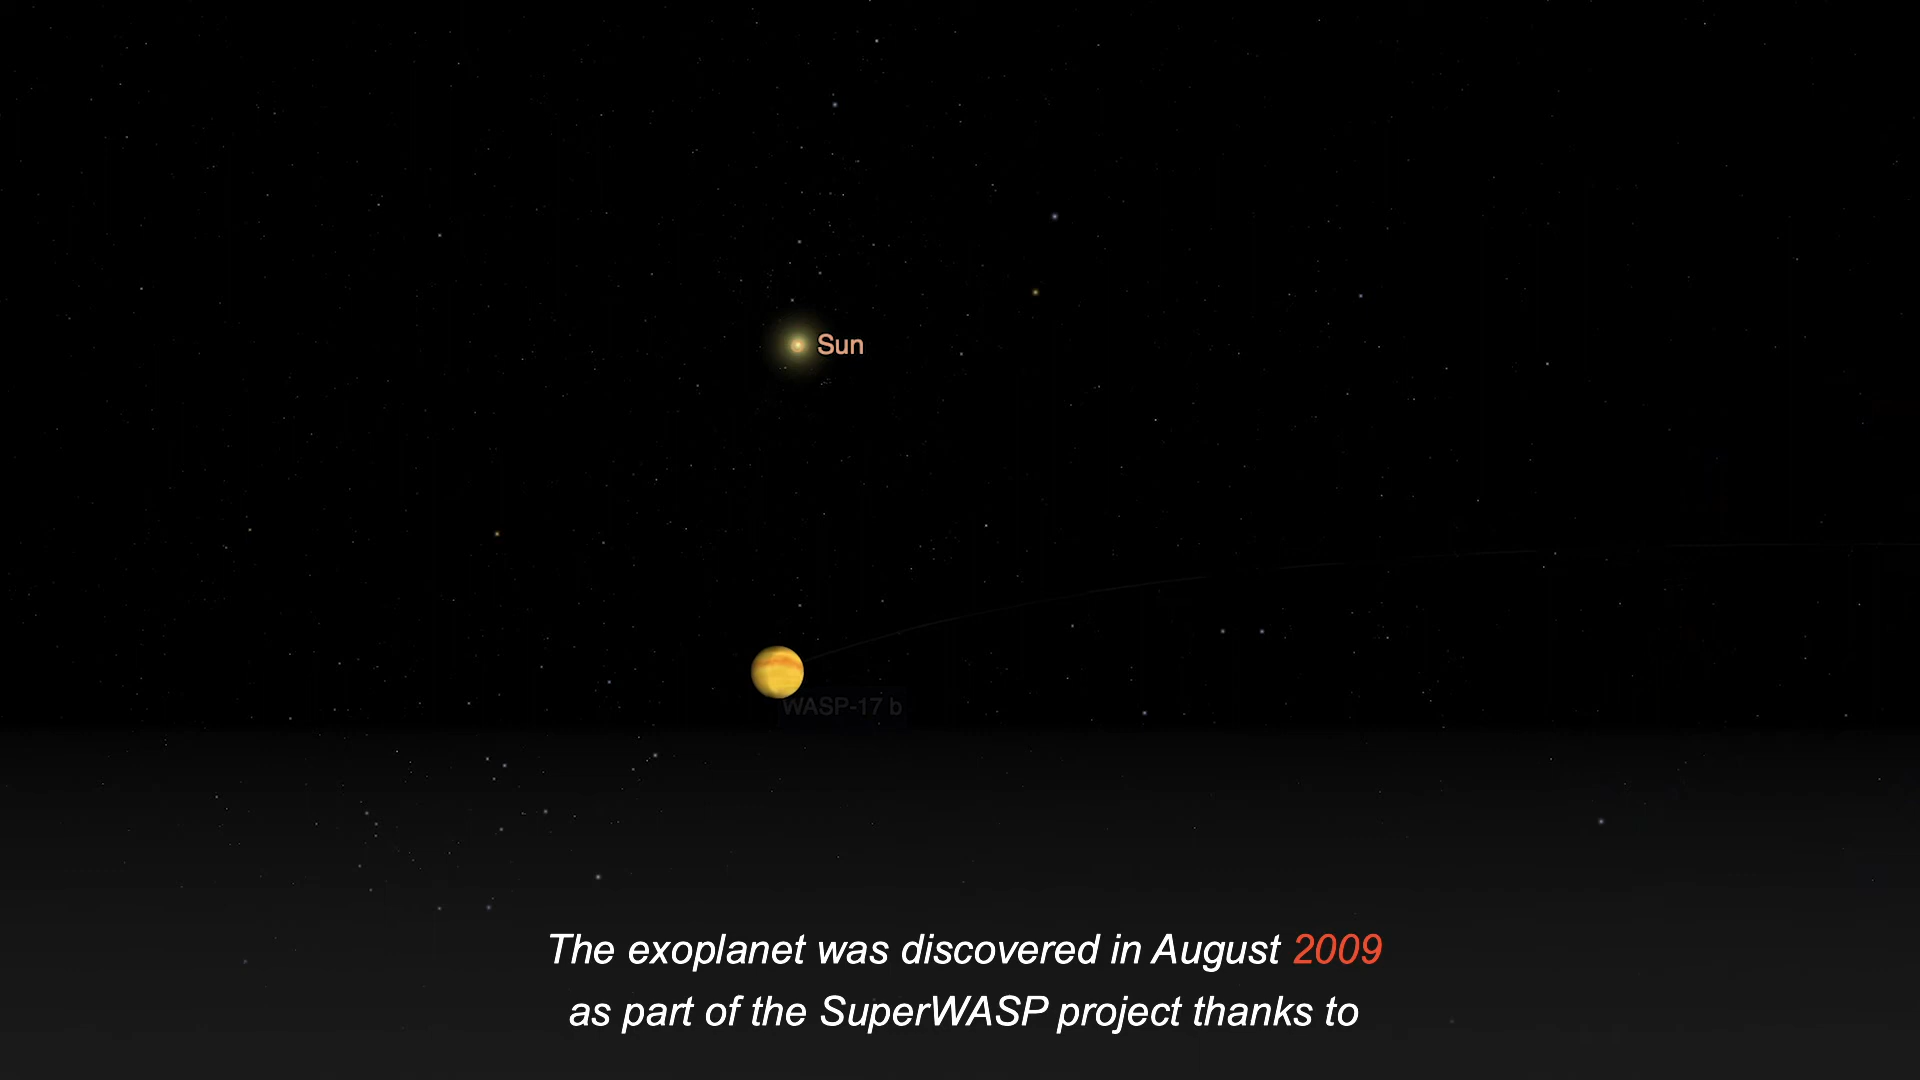 Sun
WASP-17 b
The exoplanet was discovered in August 2009
as part of the SuperWASP project thanks to